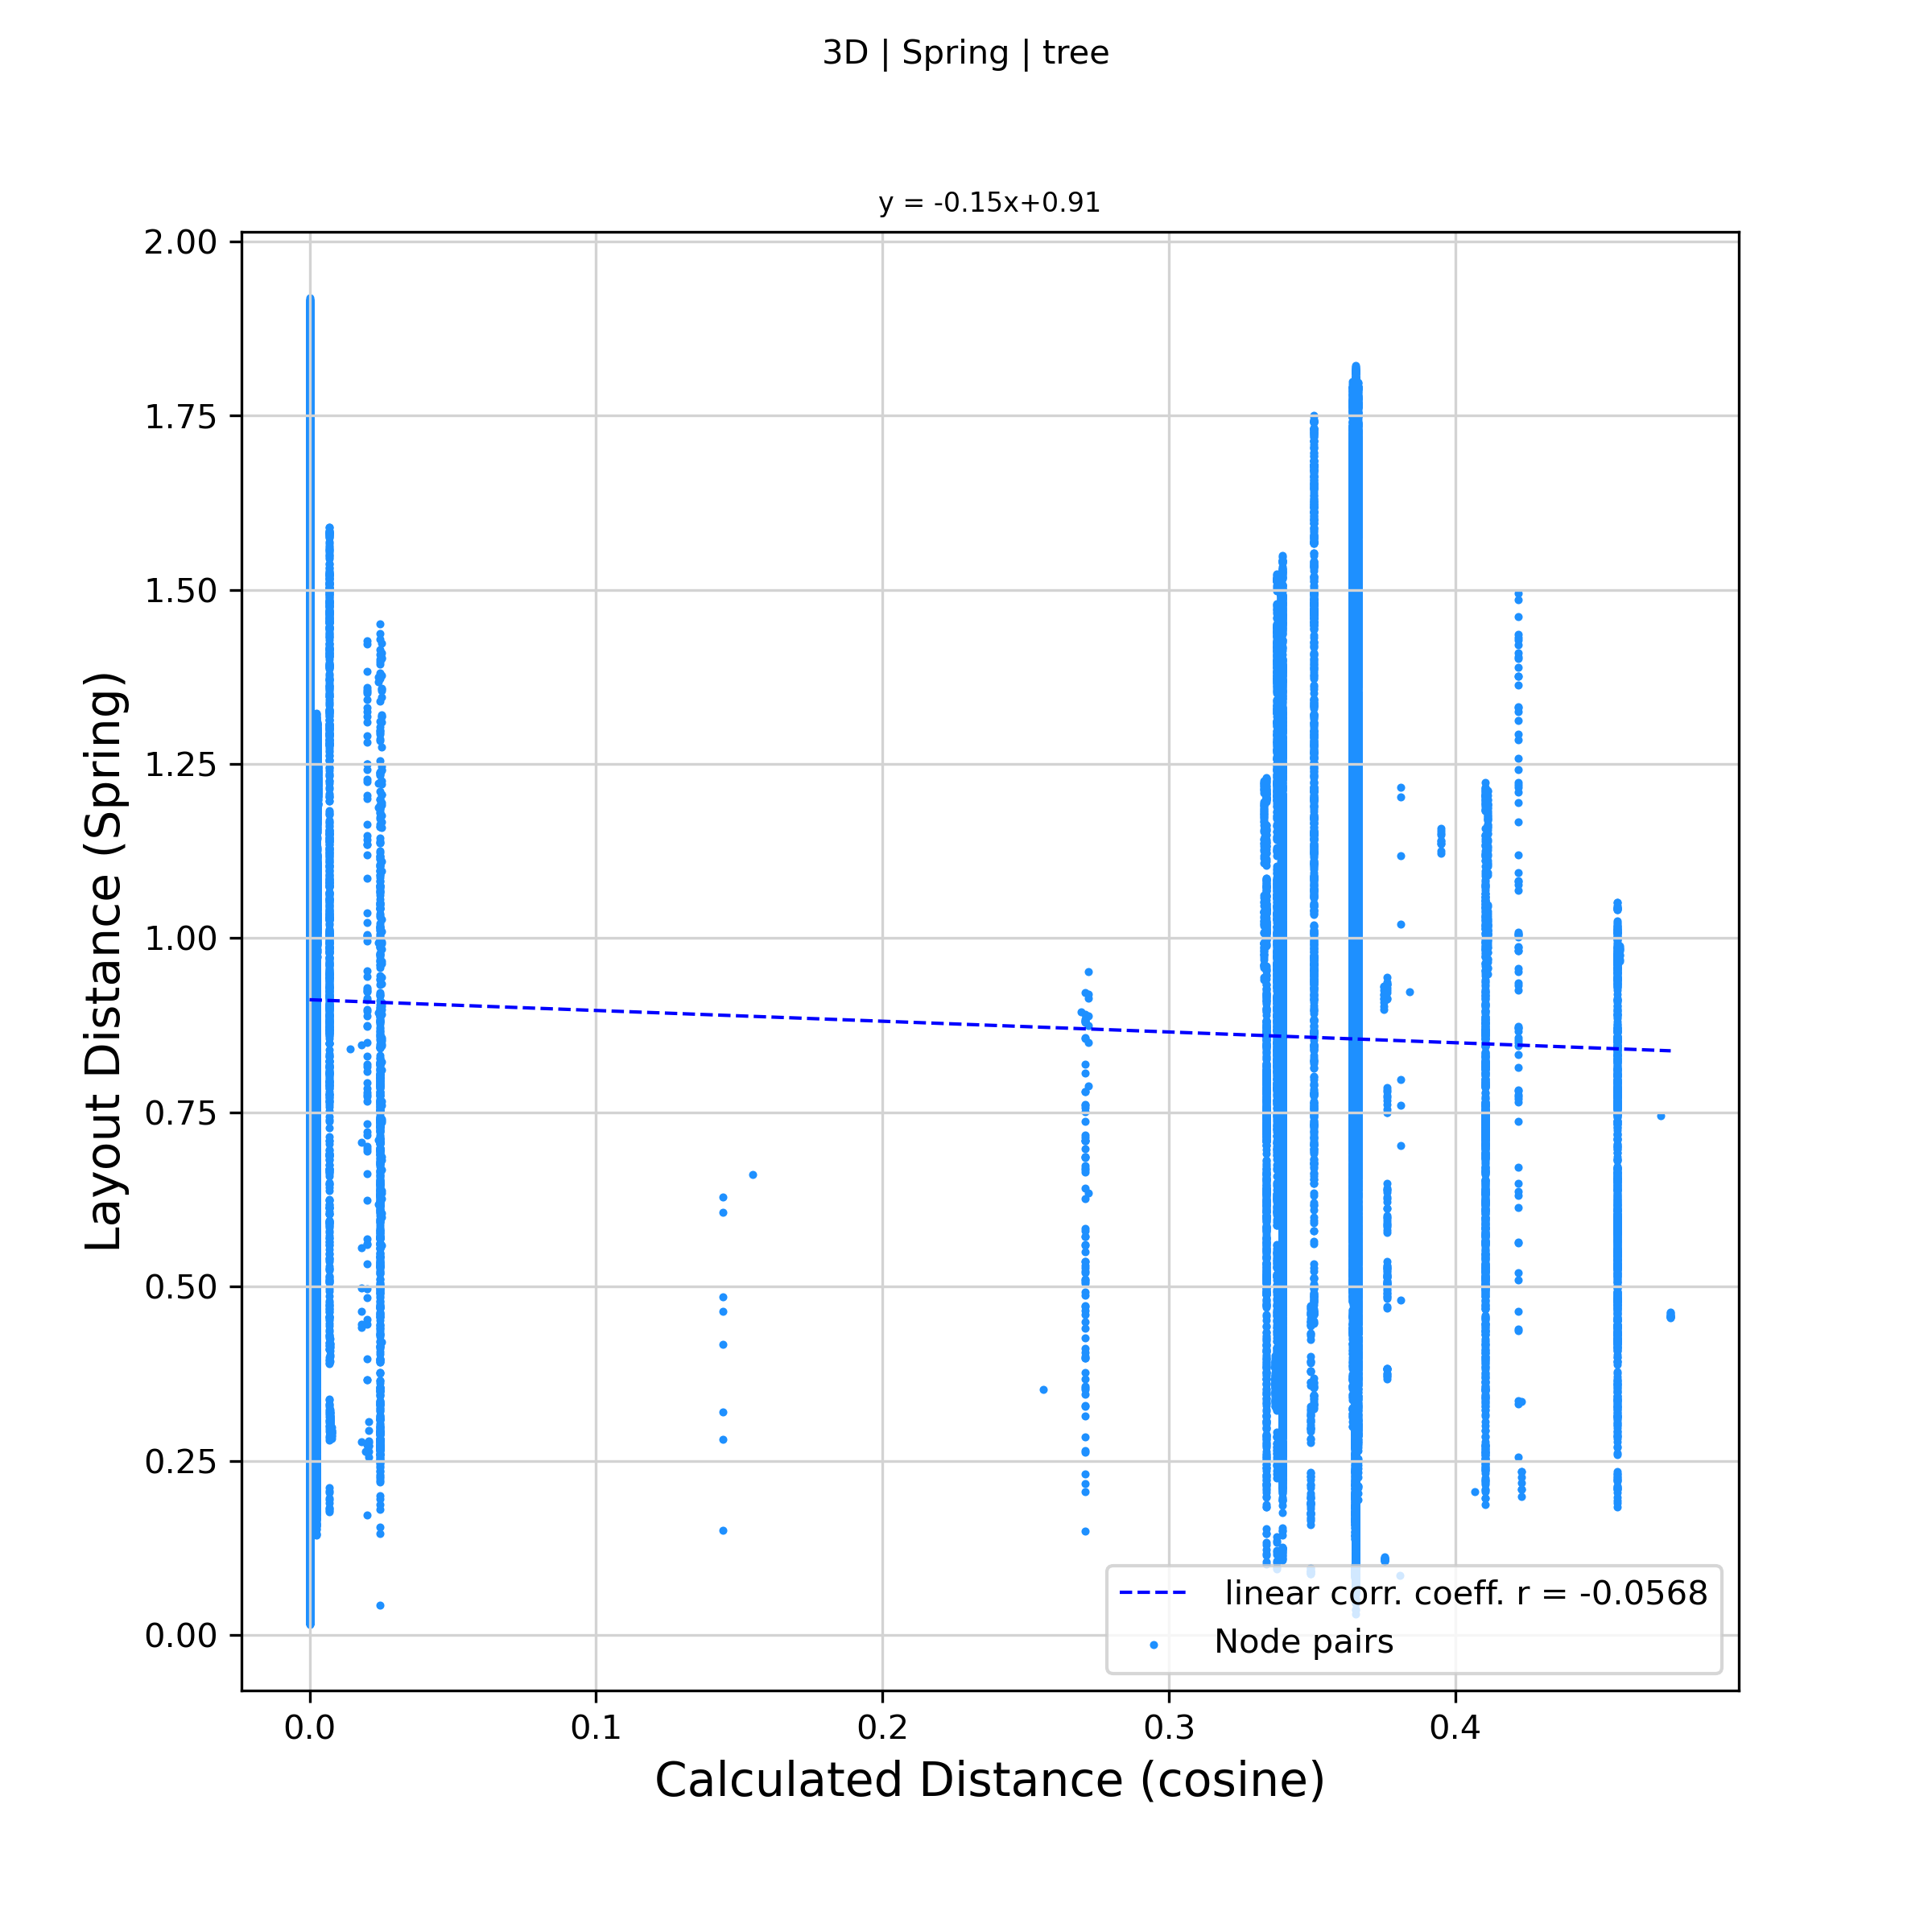 3D | Spring | tree
y = -0.15x+0.91
2.00
1.75
1.50
1.25
1.00
0.75
0.50
0.25
0.00
Layout Distance (Spring)
linear corr. coeff. r = -0.0568
Node pairs
0.0 0.1 0.2 0.3 0.4
Calculated Distance (cosine)